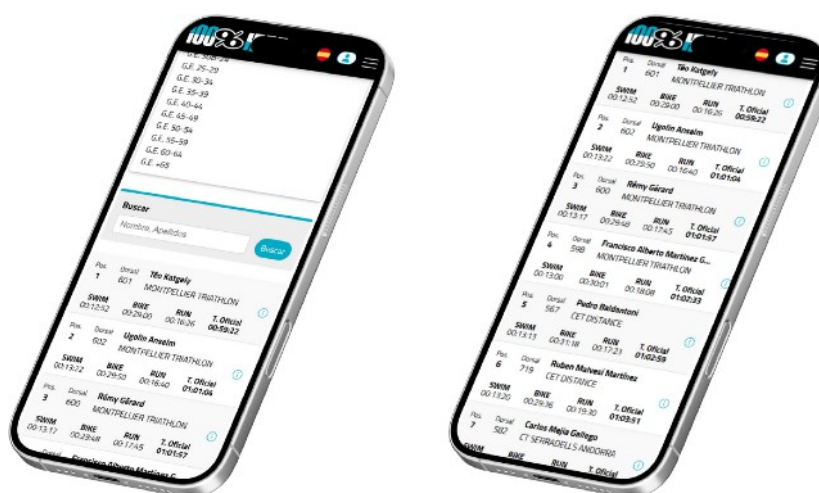 100%
G.E. 25-29
G.E. 30-34
G.E. 35-39
G.E. 40-44
G.E. 45-49
G.E. 50-54
G.E. 55-59
G.E. 60-64
G.E. +65
Buscar
Nombre, Apellidos
Buscar
Pos. Dorsal Téo Katgely
1 601 MONTPELLIER TRIATHLON
SWIM BIKE RUN T. Oficial
00:12:52 00:29:00 00:16:26 00:59:22
Pos. Dorsal Ugolin Anselm
2 602 MONTPELLIER TRIATHLON
SWIM BIKE RUN T. Oficial
00:13:22 00:29:50 00:16:40 01:01:04
Pos. Dorsal Rémy Gérard
3 600 MONTPELLIER TRIATHLON
SWIM BIKE RUN T. Oficial
00:13:17 00:29:48 00:17:45 01:01:57
Dorsal Francisco Alberto Martinez G...
100%
Pos. Dorsal Téo Katgely
1 601 MONTPELLIER TRIATHLON
SWIM BIKE RUN T. Oficial
00:12:52 00:29:00 00:16:26 00:59:22
Pos. Dorsal Ugolin Anselm
2 602 MONTPELLIER TRIATHLON
SWIM BIKE RUN T. Oficial
00:13:22 00:29:50 00:16:40 01:01:04
Pos. Dorsal Rémy Gérard
3 600 MONTPELLIER TRIATHLON
SWIM BIKE RUN T. Oficial
00:13:17 00:29:48 00:17:45 01:01:57
Pos. Dorsal Francisco Alberto Martinez G...
4 598 MONTPELLIER TRIATHLON
SWIM BIKE RUN T. Oficial
00:13:00 00:30:01 00:18:08 01:02:33
Pos. Dorsal Pedro Baldantoni
5 567 CET DISTANCE
SWIM BIKE RUN T. Oficial
00:13:13 00:31:18 00:17:23 01:02:59
Pos. Dorsal Ruben Malvesi Martinez
6 719 CET DISTANCE
SWIM BIKE RUN T. Oficial
00:13:20 00:29:36 00:19:30 01:03:51
Pos. Dorsal Carlos Mejia Gallego
7 582 CT SERRADELLS ANDORRA
SWIM BIKE RUN T. Oficial